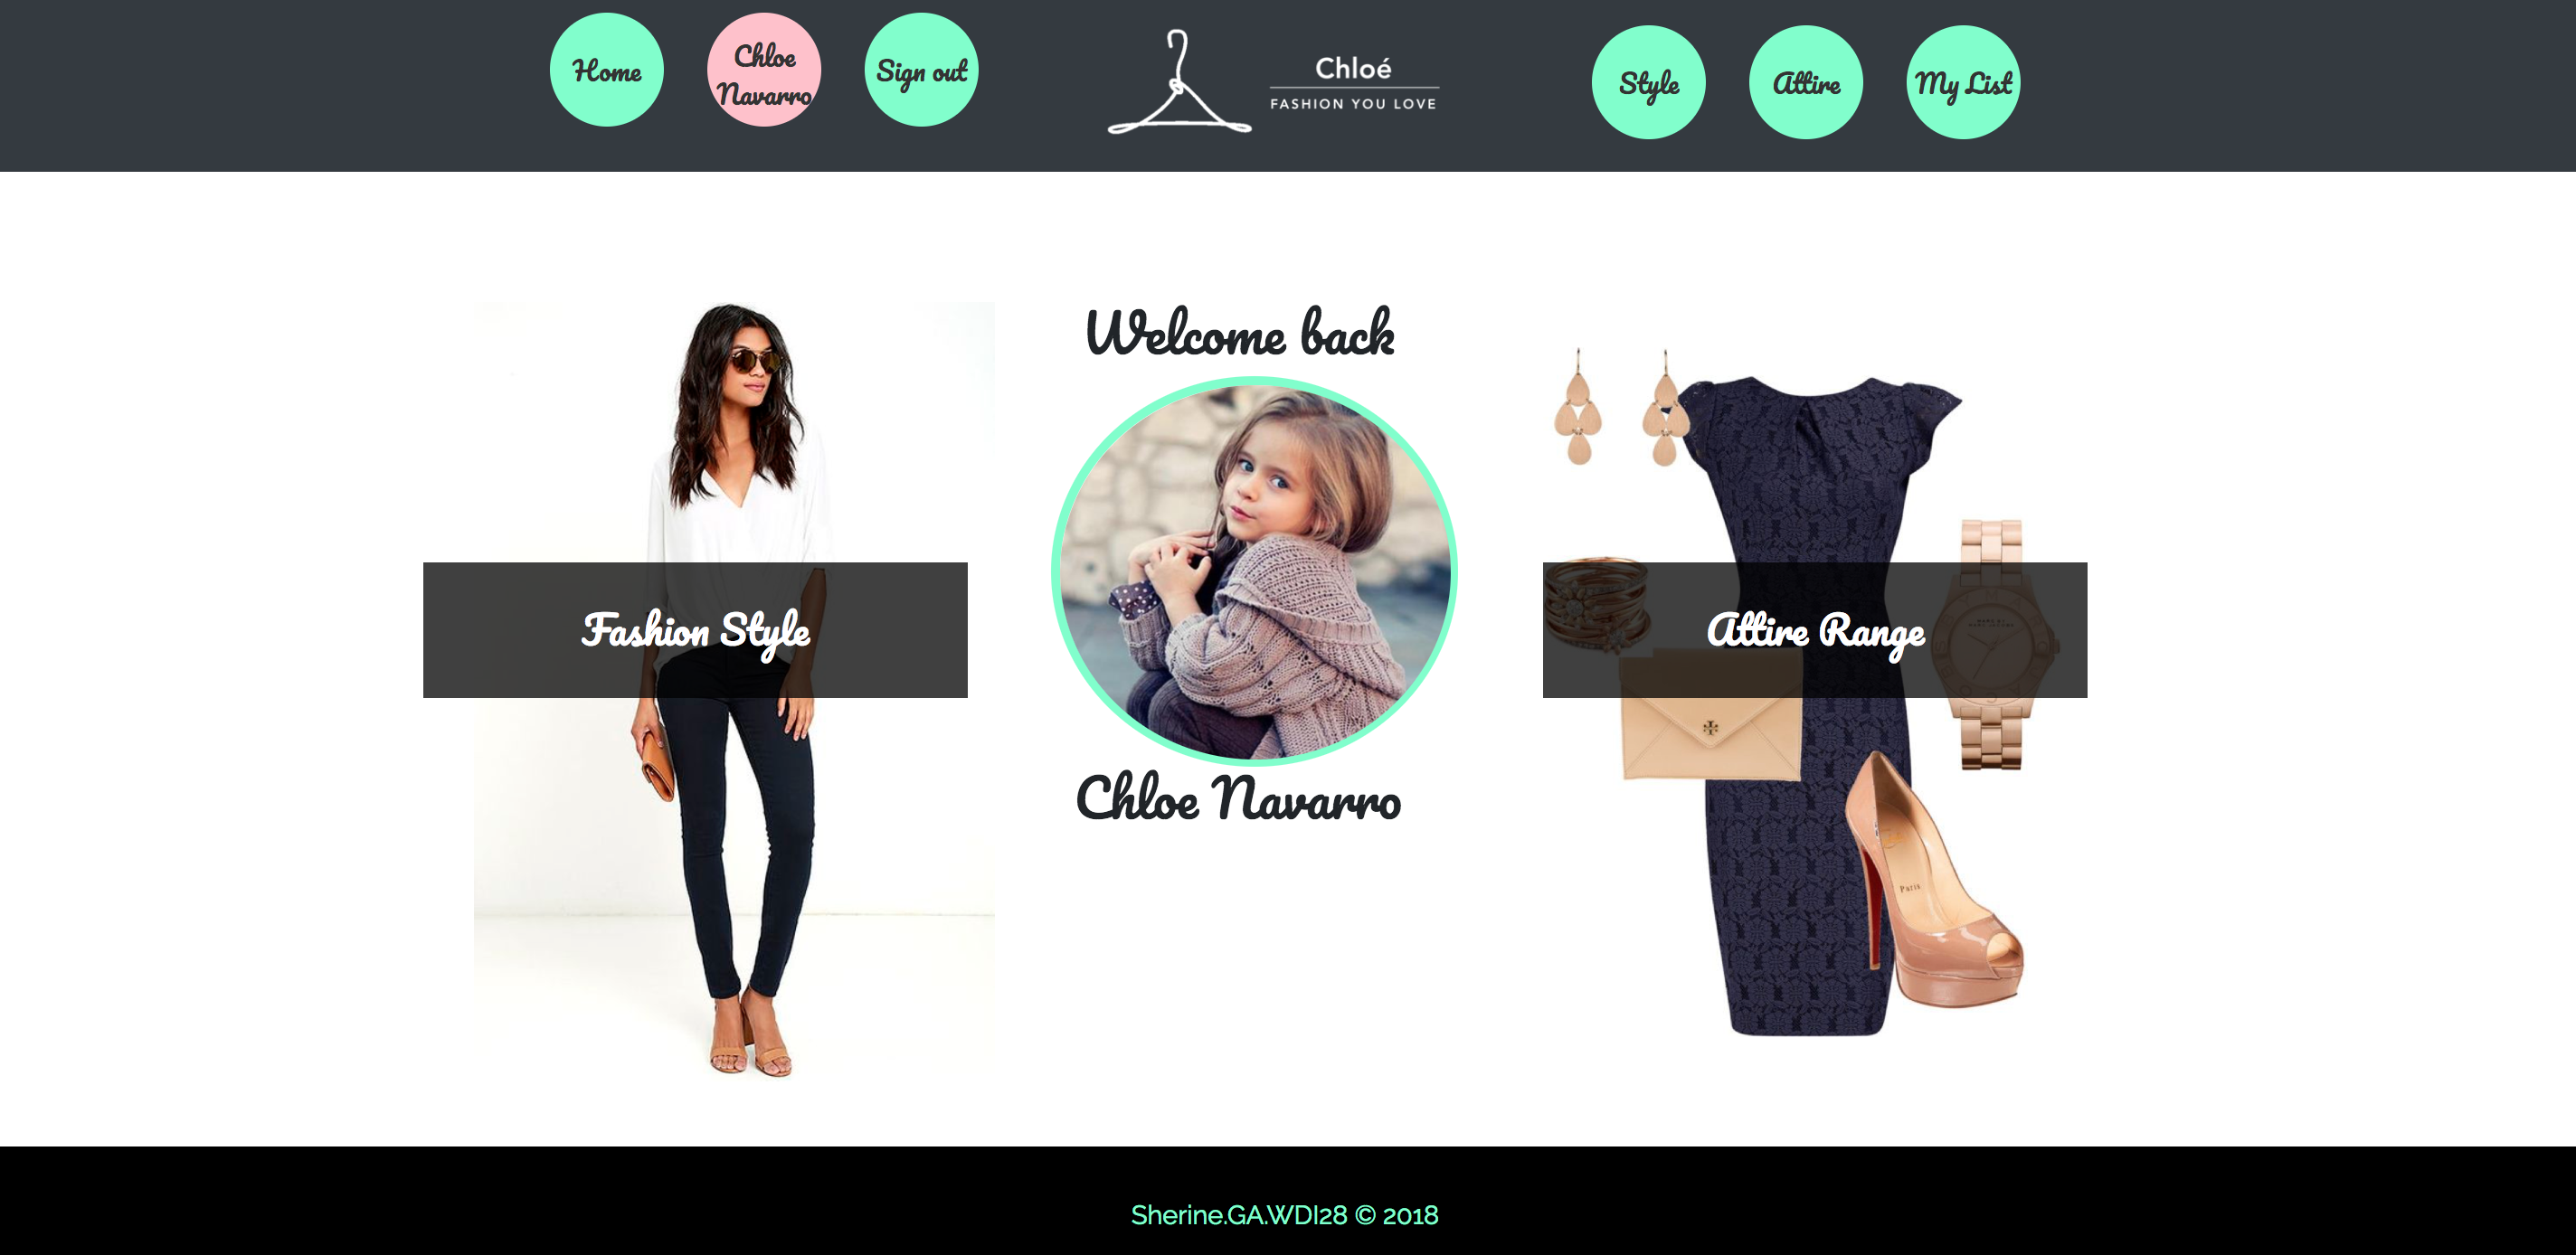 Home
Chloe
Navarro
Sign out
Chloé
FASHION YOU LOVE
Style
Attire
My List
Welcome back
Fashion Style
Attire Range
Chloe Navarro
Paris
Sherine.GA.WDI28 © 2018